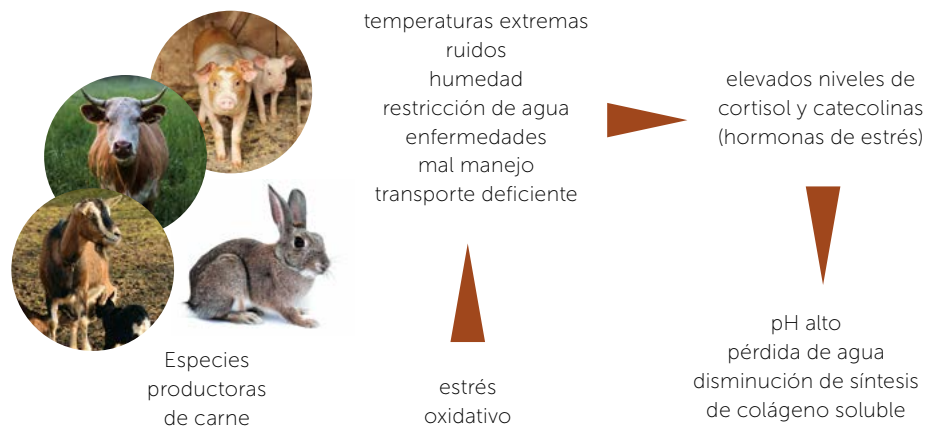 temperaturas extremas
ruidos
humedad
restricción de agua
enfermedades
mal manejo
transporte deficiente
elevados niveles de
cortisol y catecolinas
(hormonas de estrés)
Especies
productoras
de carne
estrés
oxidativo
pH alto
pérdida de agua
disminución de síntesis
de colágeno soluble